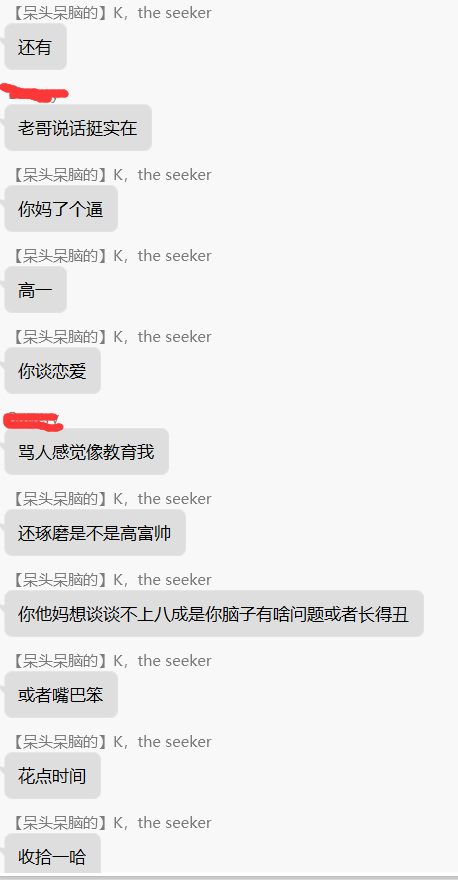 【呆头呆脑的】K，the seeker
还有
老哥说话挺实在
【呆头呆脑的】K，the seeker
你妈了个逼
【呆头呆脑的】K，the seeker
高一
【呆头呆脑的】K，the seeker
你谈恋爱
骂人感觉像教育我
【呆头呆脑的】K，the seeker
还琢磨是不是高富帅
【呆头呆脑的】K，the seeker
你他妈想谈谈不上八成是你脑子有啥问题或者长得丑
【呆头呆脑的】K，the seeker
或者嘴巴笨
【呆头呆脑的】K，the seeker
花点时间
【呆头呆脑的】K，the seeker
收拾一哈